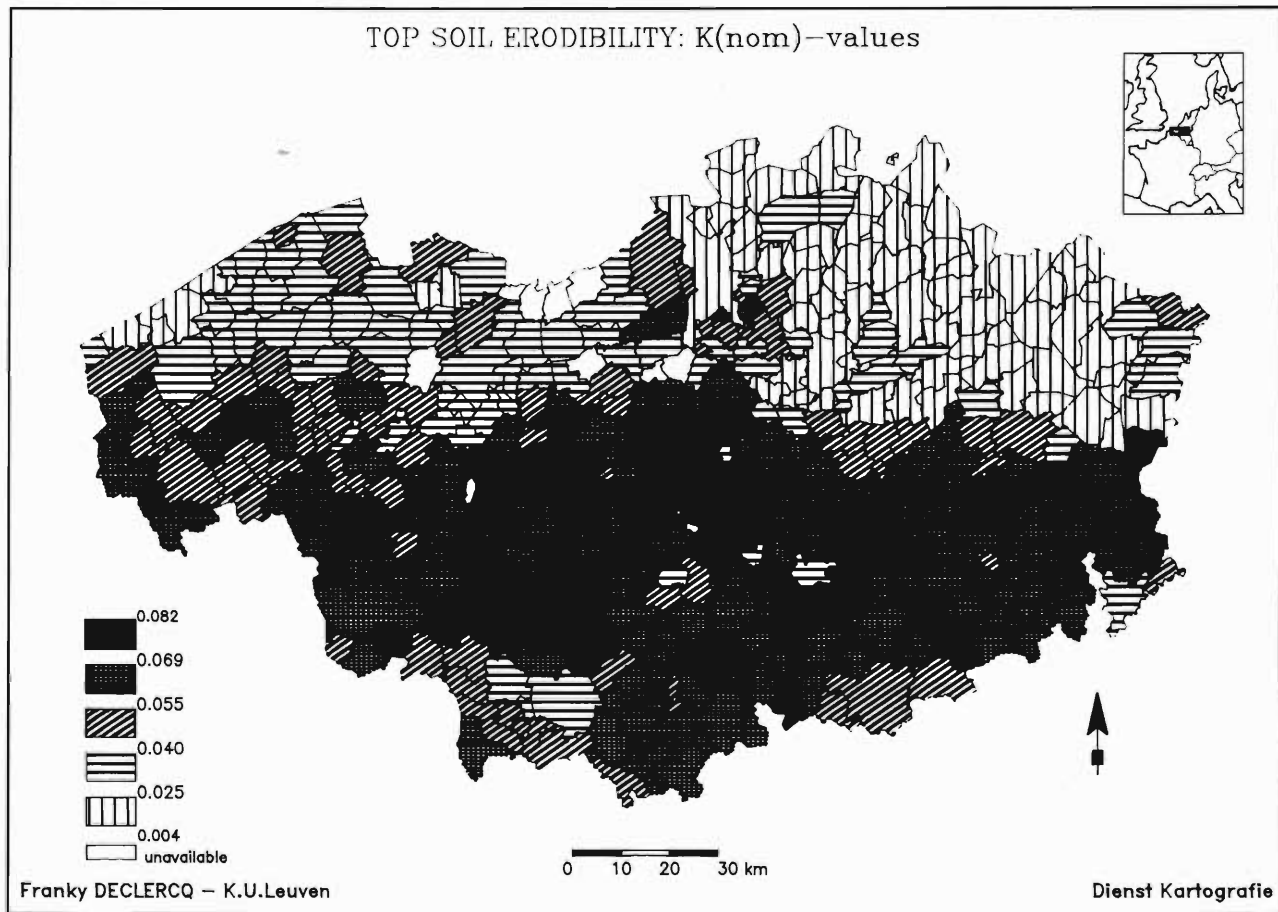 TOP SOIL ERODIBILITY: K(nom)-values
0.082
0.069
0.055
0.040
0.025
0.004
unavailable
0 10 20 30 km
Franky DECLERCQ - K.U.Leuven
Dienst Kartografie